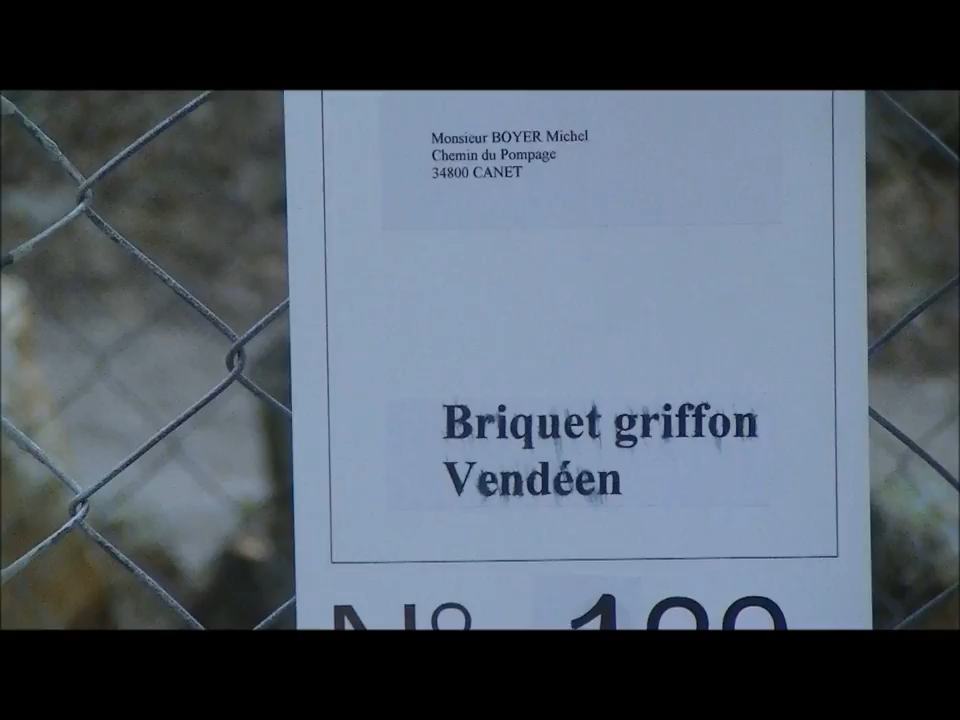 Monsieur BOYER Michel
Chemin du Pompage
34800 CANET
Briquet griffon
Vendéen
N°